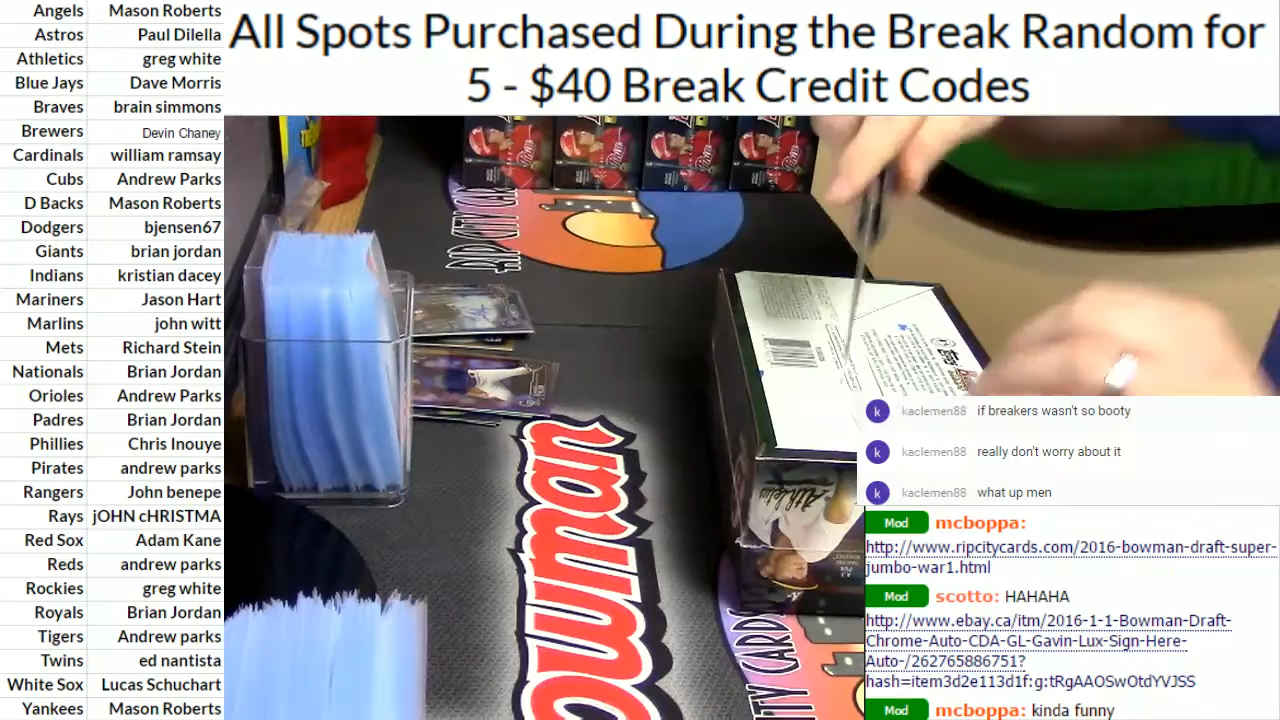 Angels Mason Roberts
Astros Paul Dilella
Athletics greg white
Blue Jays Dave Morris
Braves brain simmons
Brewers Devin Chaney
Cardinals william ramsay
Cubs Andrew Parks
D Backs Mason Roberts
Dodgers bjensen67
Giants brian jordan
Indians kristian dacey
Mariners Jason Hart
Marlins john witt
Mets Richard Stein
Nationals Brian Jordan
Orioles Andrew Parks
Padres Brian Jordan
Phillies Chris Inouye
Pirates andrew parks
Rangers John benepe
Rays jOHN cHRISTMA
Red Sox Adam Kane
Reds andrew parks
Rockies greg white
Royals Brian Jordan
Tigers Andrew parks
Twins ed nantista
White Sox Lucas Schuchart
Yankees Mason Roberts
All Spots Purchased During the Break Random for
5 - $40 Break Credit Codes
RIP CITY CAR
Athletics
owman
ITY CARDS
k kaclemen88 if breakers wasn't so booty
k kaclemen88 really don't worry about it
k kaclemen88 what up men
Mod mcboppa:
http://www.ripcitycards.com/2016-bowman-draft-super-
jumbo-war1.html
Mod scotto: HAHAHA
http://www.ebay.ca/itm/2016-1-1-Bowman-Draft-
Chrome-Auto-CDA-GL-Gavin-Lux-Sign-Here-
Auto-/262765886751?
hash=item3d2e113d1f:g:tRgAAOSwOtdYVJSS
Mod mcboppa: kinda funny